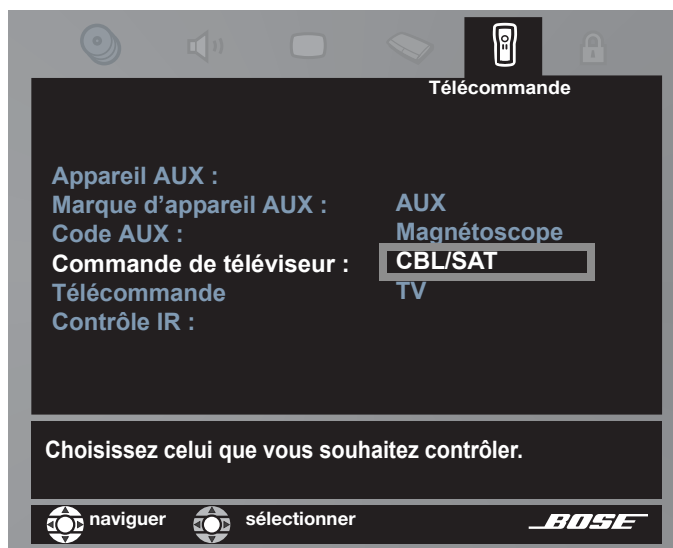 Télécommande
Appareil AUX :
Marque d'appareil AUX : AUX
Code AUX : Magnétoscope
Commande de téléviseur : CBL/SAT
Télécommande TV
Contrôle IR :
Choisissez celui que vous souhaitez contrôler.
naviguer sélectionner BOSE